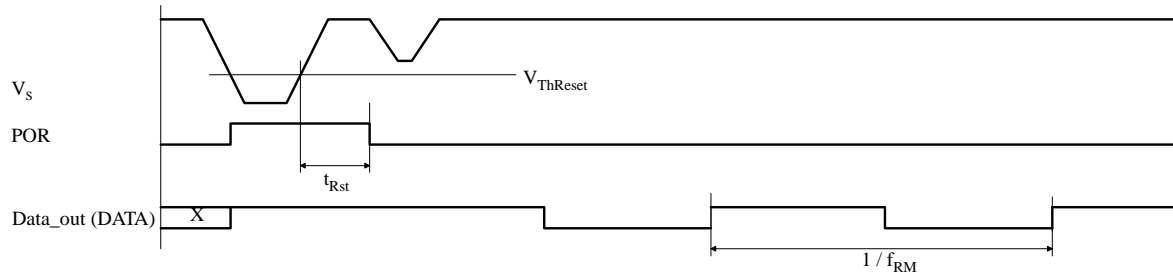 V_S
V_ThReset
POR
t_Rst
Data_out (DATA)
X
1 / f_RM